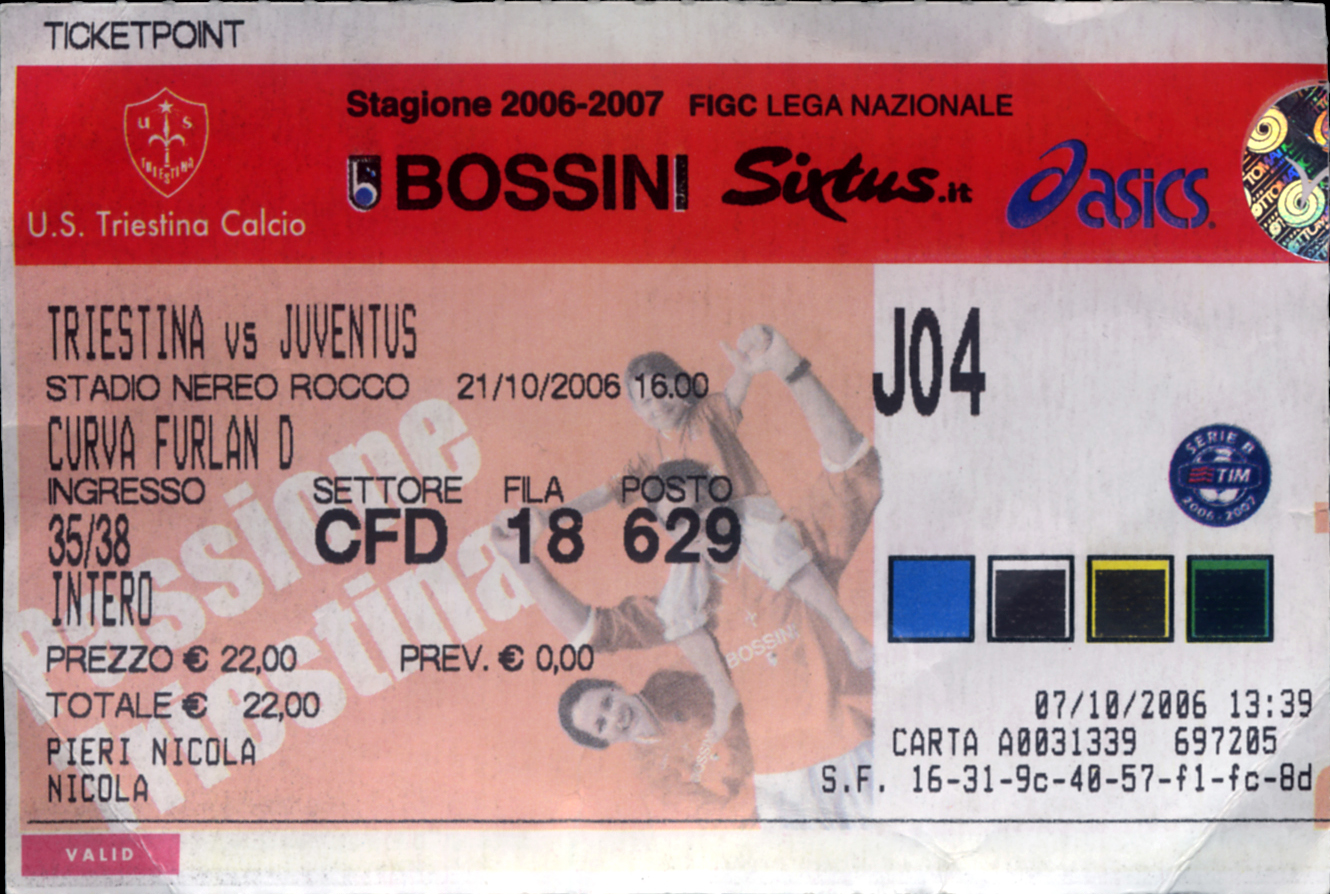 TICKETPOINT
Stagione 2006-2007 FIGC LEGA NAZIONALE
U S
TRIESTINA
BOSSINI Sixtus.it asics
U.S. Triestina Calcio
TRIESTINA vs JUVENTUS
J04
STADIO NEREO ROCCO 21/10/2006 16.00
CURVA FURLAN D
SERIE B
TIM
2006-2007
INGRESSO SETTORE FILA POSTO
35/38 CFD 18 629
INTERO
Passione
Triestina
BOSSINI
PREZZO € 22,00 PREV. € 0,00
TOTALE € 22,00
07/10/2006 13:39
PIERI NICOLA
CARTA A0031339 697205
NICOLA
S.F. 16-31-9c-40-57-f1-fc-8d
VALID